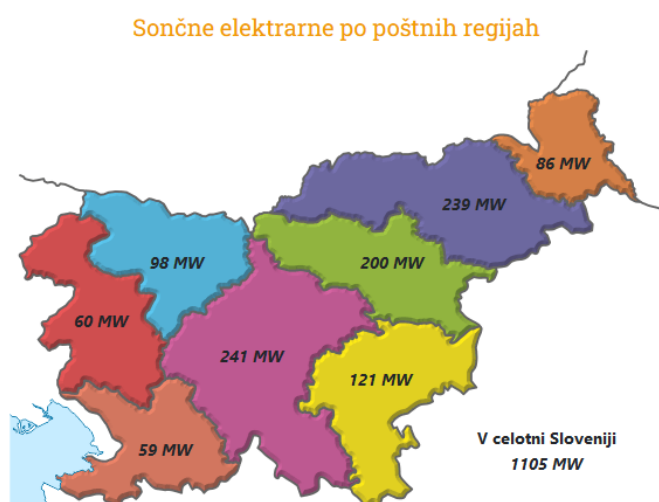 Sončne elektrarne po poštnih regijah
86 MW
239 MW
98 MW
200 MW
60 MW
241 MW
121 MW
59 MW
V celotni Sloveniji
1105 MW